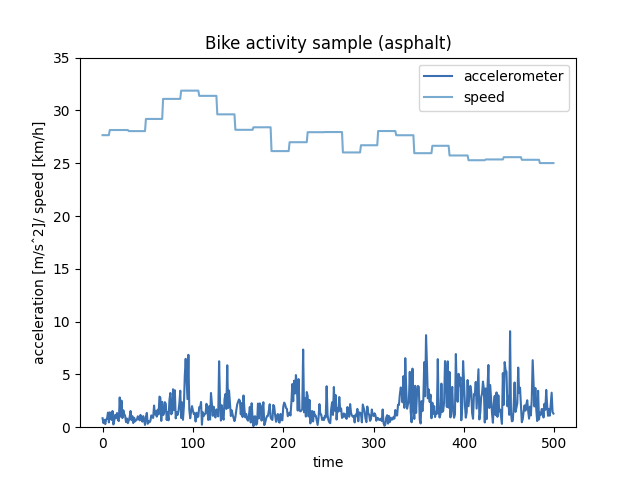 Bike activity sample (asphalt)
accelerometer
speed
acceleration [m/s^2]/ speed [km/h]
35
30
25
20
15
10
5
0
0 100 200 300 400 500
time